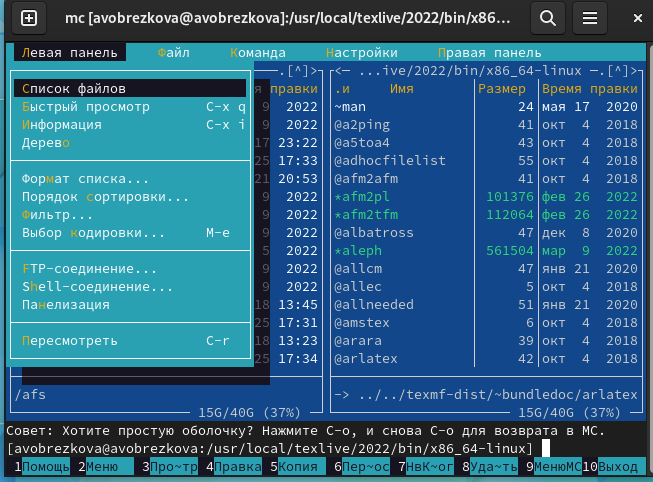 mc [avobrezkova@avobrezkova]:/usr/local/texlive/2022/bin/x86…
Левая панель Файл Команда Настройки Правая панель
Список файлов
Быстрый просмотр C-x q
Информация C-x i
Дерево
Формат списка...
Порядок сортировки...
Фильтр...
Выбор кодировки... M-e
FTP-соединение...
Shell-соединение...
Панелизация
Пересмотреть C-r
.[^]>
я правки
9 2022
9 2022
17 23:22
25 17:33
21 20:53
9 2022
9 2022
9 2022
5 2022
9 2022
9 2022
18 13:45
25 17:31
18 13:23
25 17:34
/afs
15G/40G (37%)
<— ...ive/2022/bin/x86_64-linux —.[^]>
.и Имя Размер Время правки
~man 24 мая 17 2020
@a2ping 41 окт 4 2018
@a5toa4 43 окт 4 2018
@adhocfilelist 55 окт 4 2018
@afm2afm 41 окт 4 2018
*afm2pl 101376 фев 26 2022
*afm2tfm 112064 фев 26 2022
@albatross 47 дек 8 2020
*aleph 561504 мар 9 2022
@allcm 47 янв 21 2020
@allec 5 окт 4 2018
@allneeded 51 янв 21 2020
@amstex 6 окт 4 2018
@arara 39 окт 4 2018
@arlatex 42 окт 4 2018
-> ../../texmf-dist/~bundledoc/arlatex
15G/40G (37%)
Совет: Хотите простую оболочку? Нажмите C-o, и снова C-o для возврата в MC.
[avobrezkova@avobrezkova:/usr/local/texlive/2022/bin/x86_64-linux]
1Помощь 2Меню 3Про~тр 4Правка 5Копия 6Пер~ос 7НвК~ог 8Уда~ть 9МенюMC 10Выход